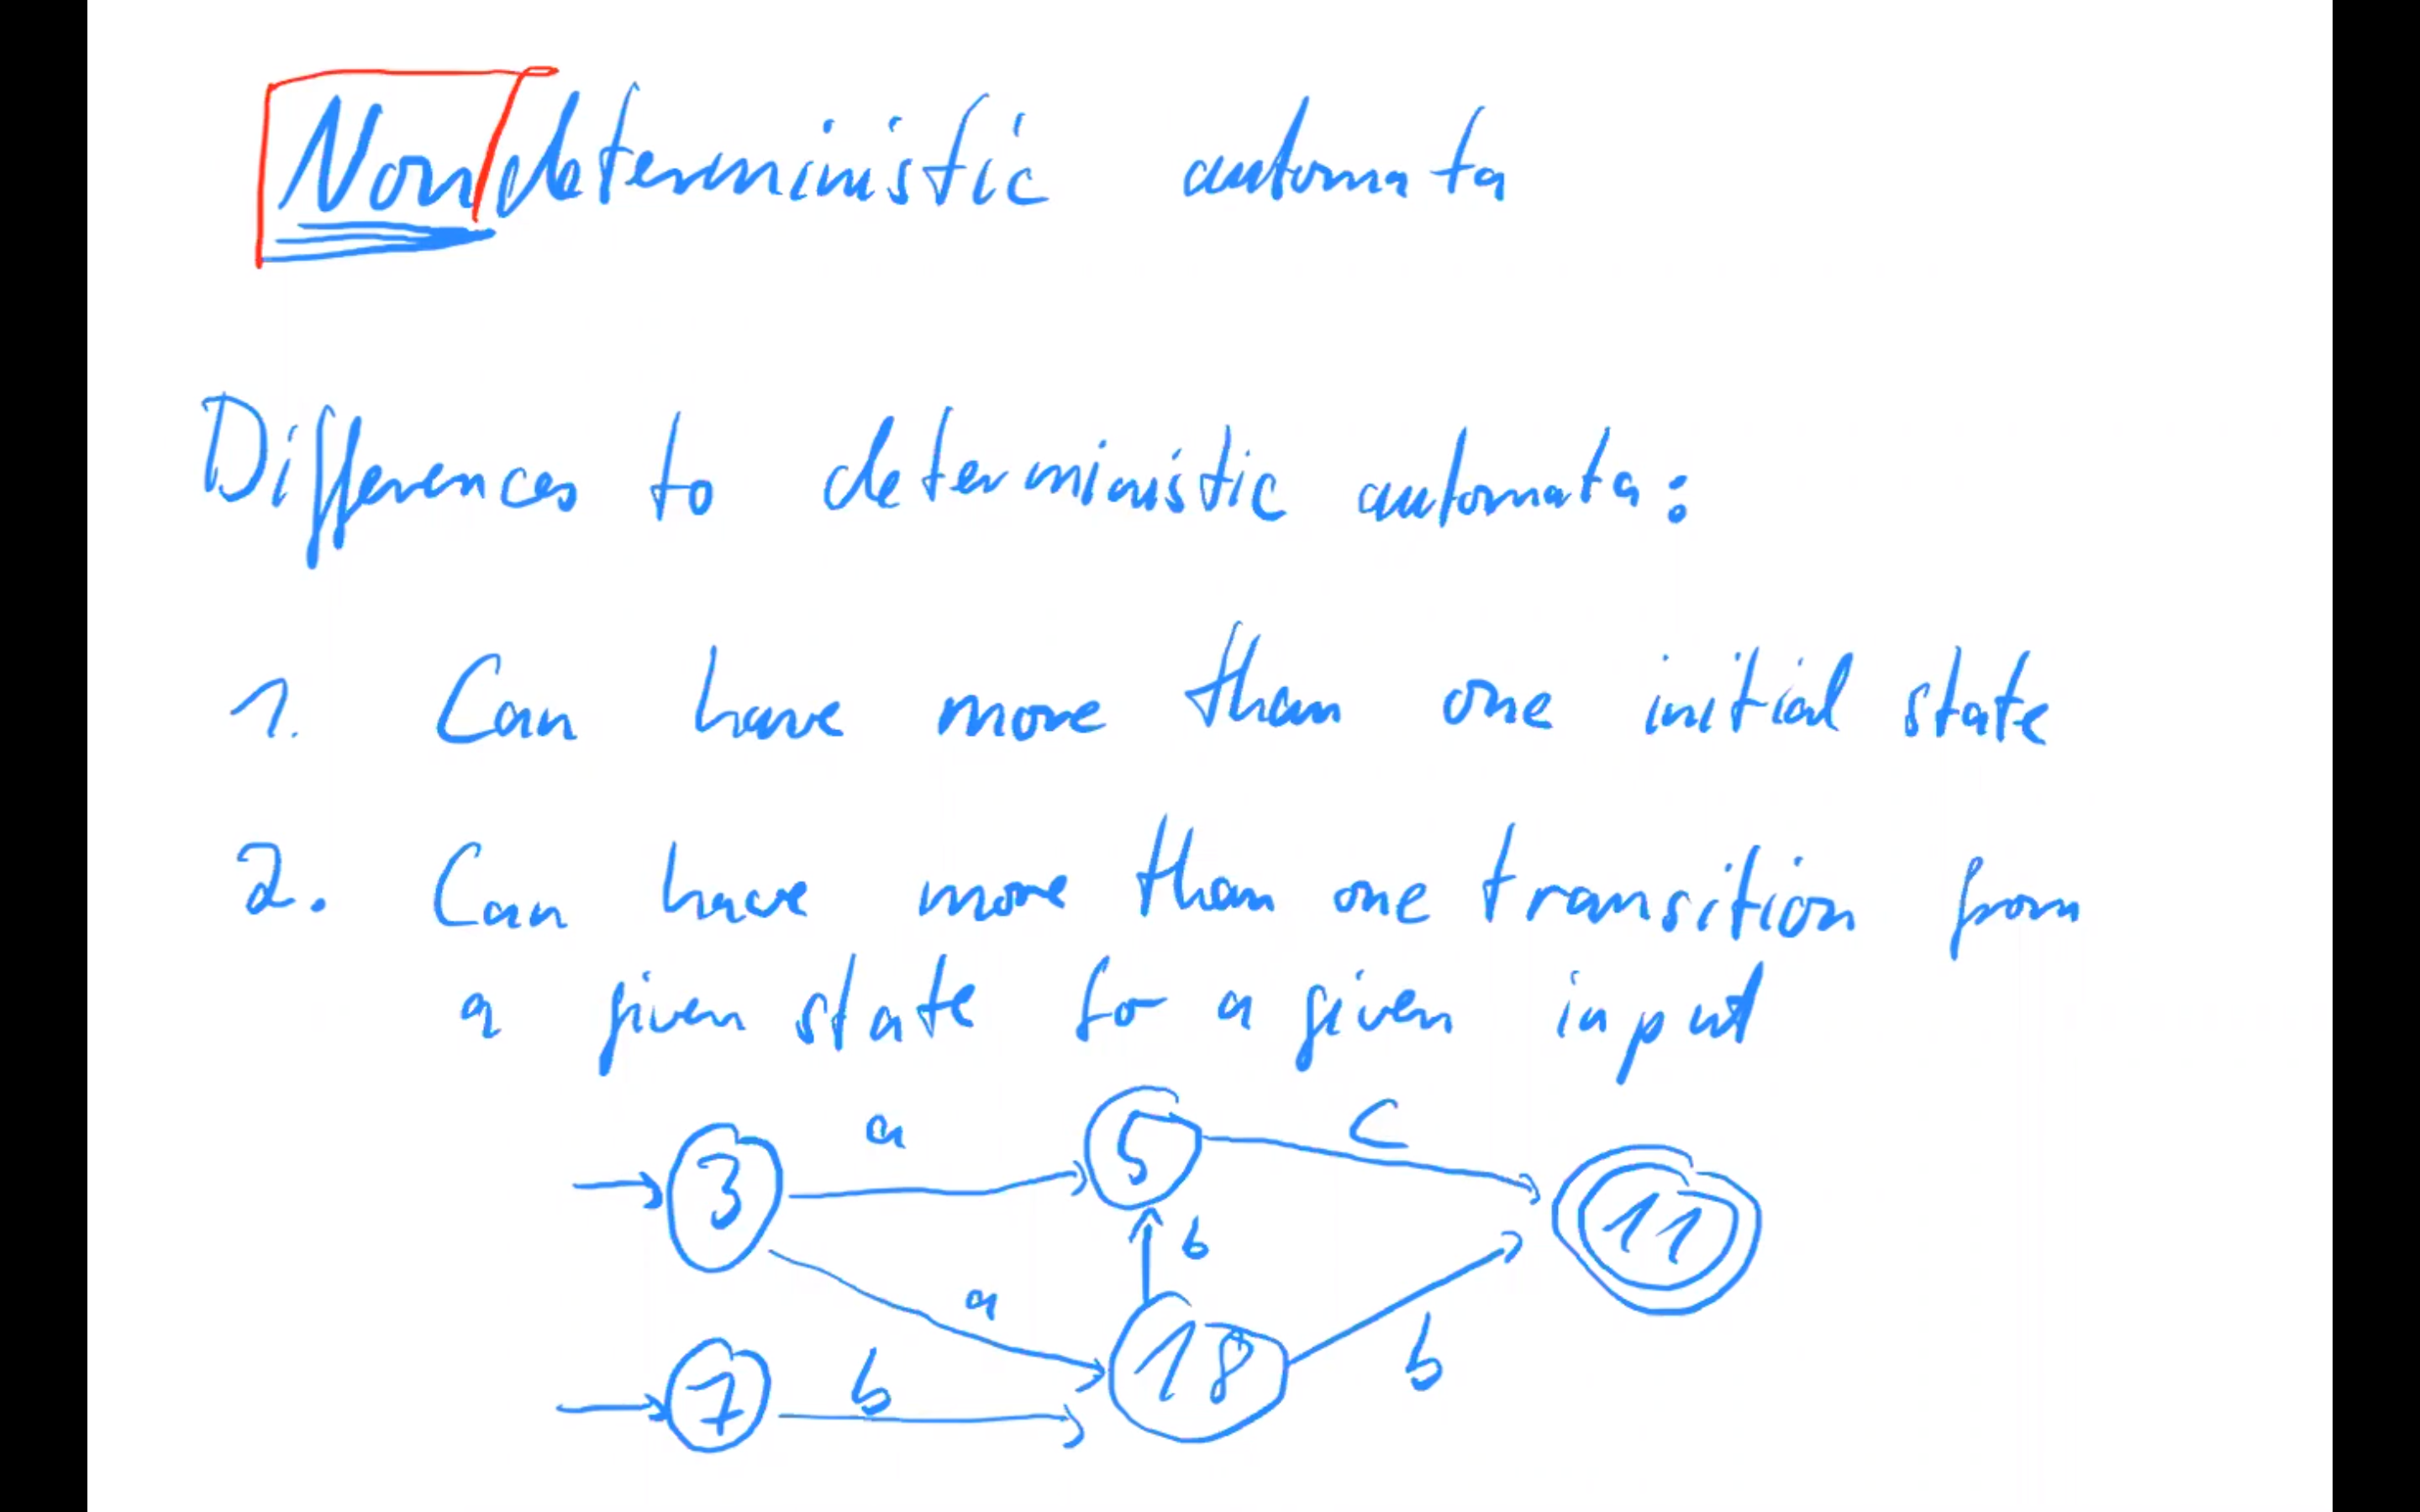 Nondeterministic automata
Differences to deterministic automata:
1. Can have more than one initial state
2. Can have more than one transition from
a given state for a given input
a
c
3
5
11
b
a
7
b
18
b